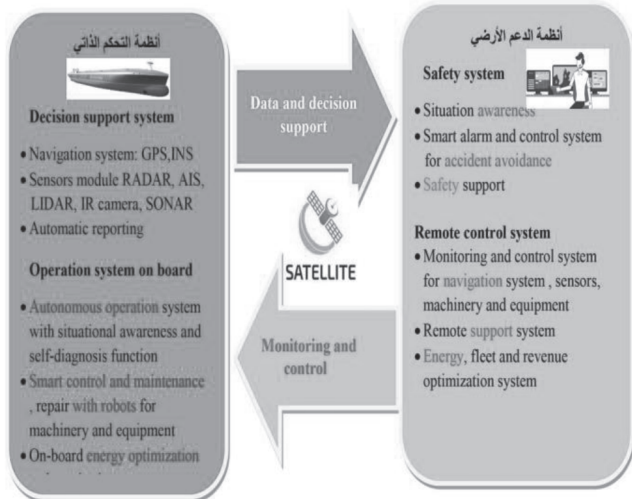 أنظمة التحكم الذاتي
Decision support system
• Navigation system: GPS,INS
• Sensors module RADAR, AIS,
LIDAR, IR camera, SONAR
• Automatic reporting
Operation system on board
• Autonomous operation system
with situational awareness and
self-diagnosis function
• Smart control and maintenance
, repair with robots for
machinery and equipment
• On-board energy optimization
Data and decision
support
SATELLITE
Monitoring and
control
أنظمة الدعم الأرضي
Safety system
• Situation awareness
• Smart alarm and control system
for accident avoidance
• Safety support
Remote control system
• Monitoring and control system
for navigation system , sensors,
machinery and equipment
• Remote support system
• Energy, fleet and revenue
optimization system